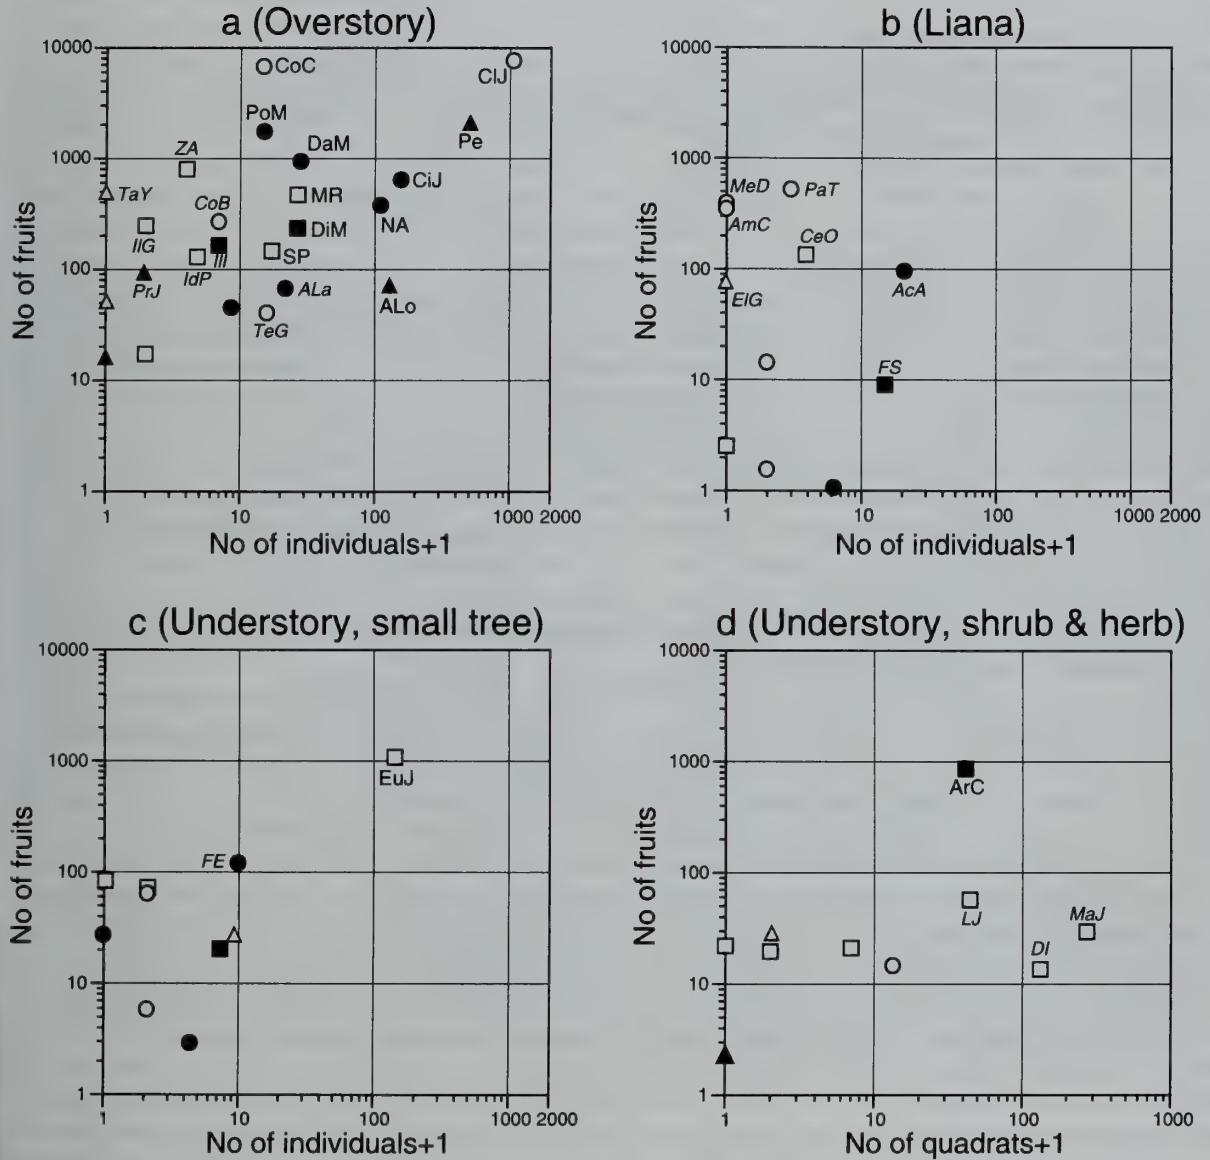 a (Overstory)
10000
1000
100
10
1
No of fruits
CoC
ClJ
PoM
Pe
DaM
ZA
CiJ
TaY
MR
CoB
NA
IlG
DiM
SP
IdP
PrJ
ALa
ALo
TeG
1
10
100
1000 2000
No of individuals+1
b (Liana)
10000
1000
100
10
1
No of fruits
MeD
PaT
AmC
CeO
AcA
ElG
FS
1
10
100
1000 2000
No of individuals+1
c (Understory, small tree)
10000
1000
100
10
1
No of fruits
EuJ
FE
1
10
100
1000 2000
No of individuals+1
d (Understory, shrub & herb)
10000
1000
100
10
1
No of fruits
ArC
LJ
MaJ
DI
1
10
100
1000
No of quadrats+1